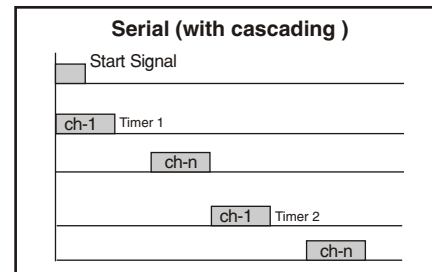 Serial (with cascading )
Start Signal
ch-1 Timer 1
ch-n
ch-1 Timer 2
ch-n